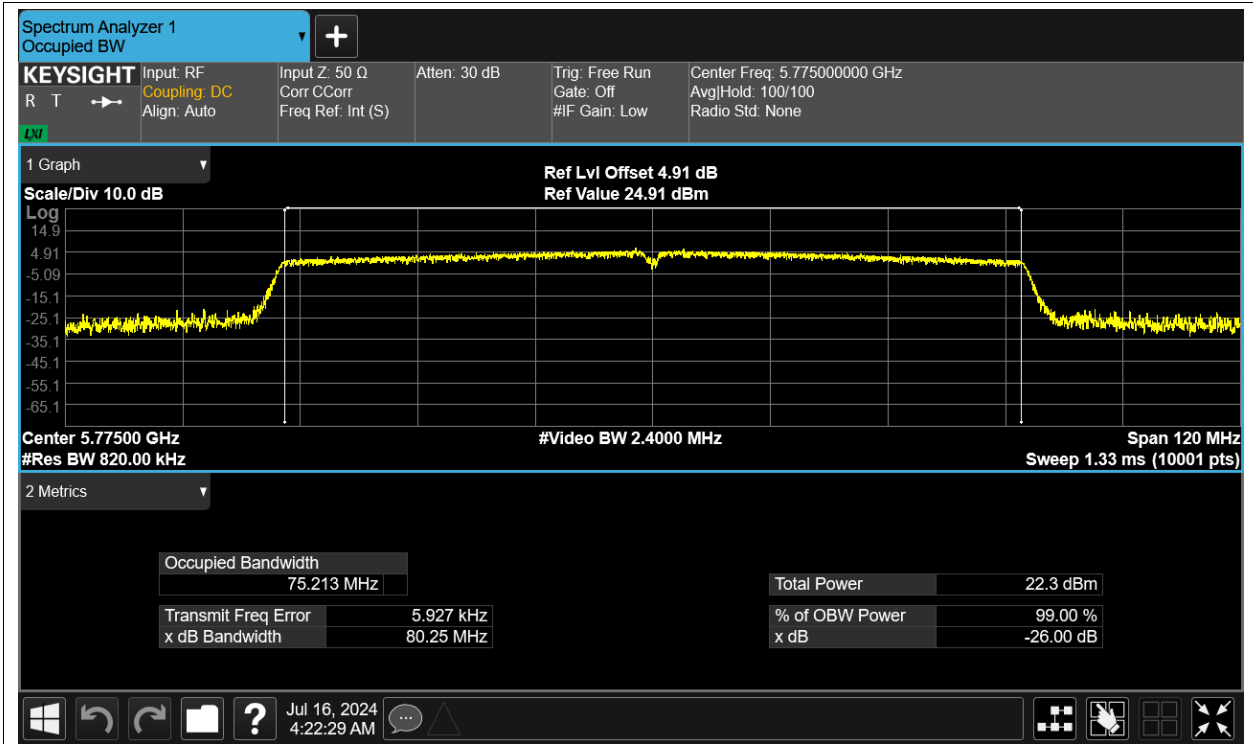 Spectrum Analyzer 1
Occupied BW
KEYSIGHT
R T
LXI
Input: RF
Coupling: DC
Align: Auto
Input Z: 50 Ω
Corr CCorr
Freq Ref: Int (S)
Atten: 30 dB
Trig: Free Run
Gate: Off
#IF Gain: Low
Center Freq: 5.775000000 GHz
Avg|Hold: 100/100
Radio Std: None
1 Graph
Scale/Div 10.0 dB
Ref Lvl Offset 4.91 dB
Ref Value 24.91 dBm
Log
14.9
4.91
-5.09
-15.1
-25.1
-35.1
-45.1
-55.1
-65.1
Center 5.77500 GHz
#Video BW 2.4000 MHz
Span 120 MHz
#Res BW 820.00 kHz
Sweep 1.33 ms (10001 pts)
2 Metrics
Occupied Bandwidth
75.213 MHz
Total Power 22.3 dBm
Transmit Freq Error 5.927 kHz
% of OBW Power 99.00 %
x dB Bandwidth 80.25 MHz
x dB -26.00 dB
?
Jul 16, 2024
4:22:29 AM